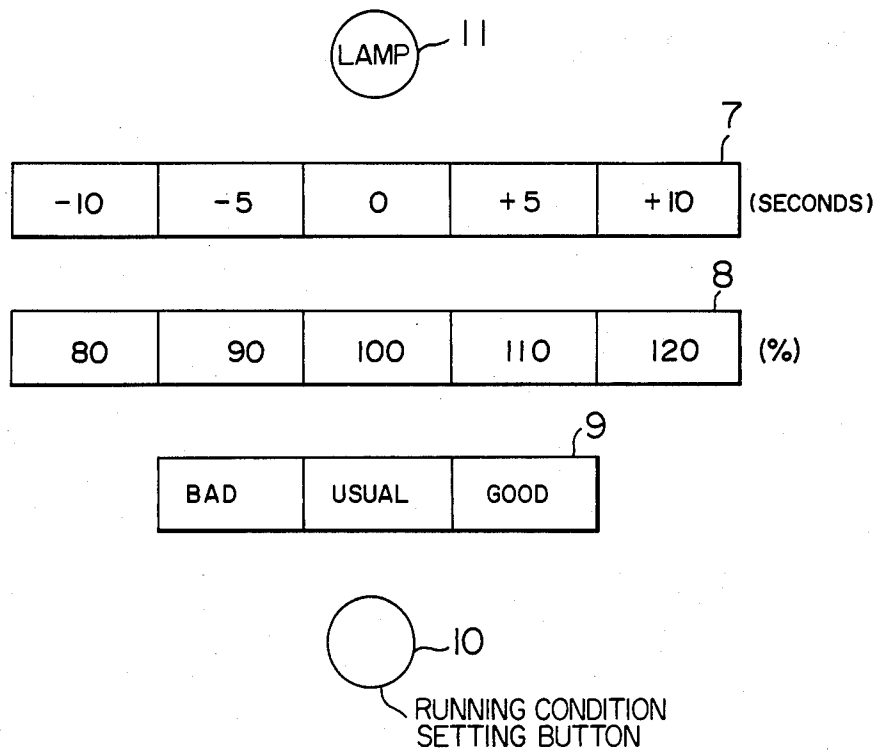 LAMP 11
7
-10 -5 0 +5 +10 (SECONDS)
8
80 90 100 110 120 (%)
9
BAD USUAL GOOD
10
RUNNING CONDITION
SETTING BUTTON